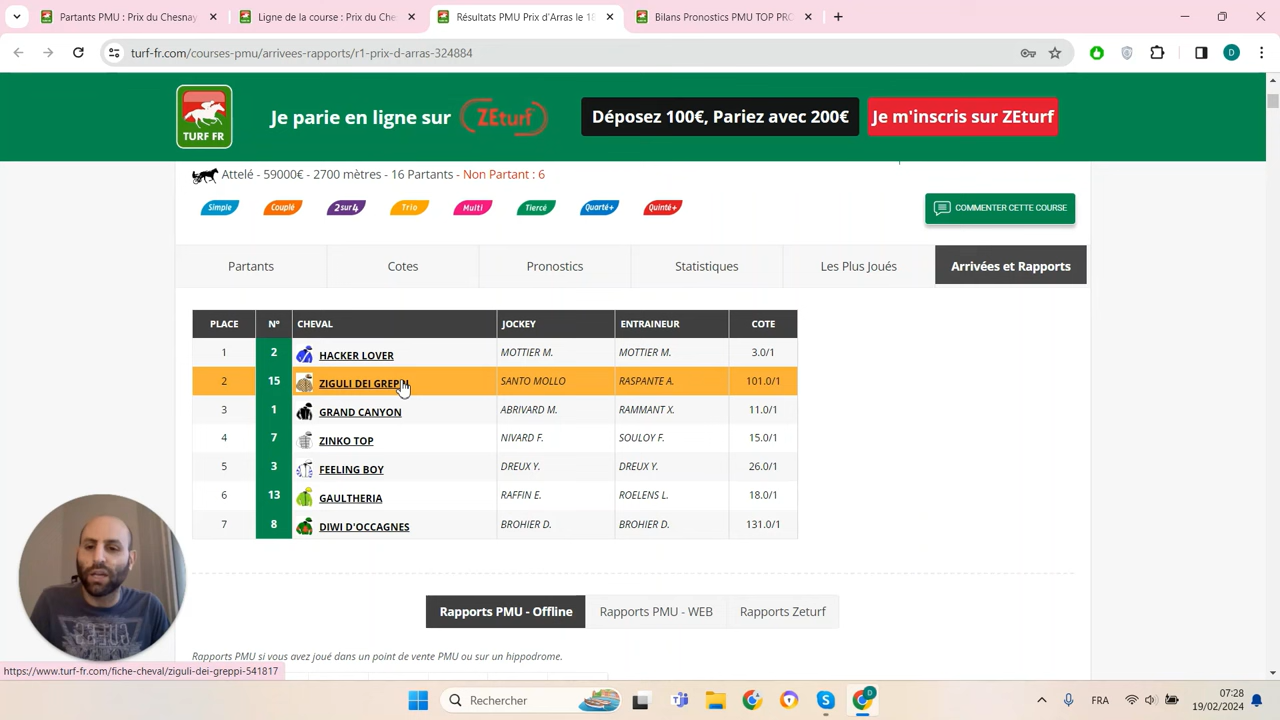 Partants PMU : Prix du Chesnay
Ligne de la course : Prix du Che
Résultats PMU Prix d'Arras le 18
Bilans Pronostics PMU TOP PRO
turf-fr.com/courses-pmu/arrivees-rapports/r1-prix-d-arras-324884
D
TURF FR
Je parie en ligne sur ZEturf
Déposez 100€, Pariez avec 200€
Je m'inscris sur ZEturf
Attelé - 59000€ - 2700 mètres - 16 Partants - Non Partant : 6
Simple Couplé 2sur4 Trio Multi Tiercé Quarté+ Quinté+
COMMENTER CETTE COURSE
Partants Cotes Pronostics Statistiques Les Plus Joués Arrivées et Rapports
PLACE N° CHEVAL JOCKEY ENTRAINEUR COTE
1 2 HACKER LOVER MOTTIER M. MOTTIER M. 3.0/1
2 15 ZIGULI DEI GREPPI SANTO MOLLO RASPANTE A. 101.0/1
3 1 GRAND CANYON ABRIVARD M. RAMMANT X. 11.0/1
4 7 ZINKO TOP NIVARD F. SOULOY F. 15.0/1
5 3 FEELING BOY DREUX Y. DREUX Y. 26.0/1
6 13 GAULTHERIA RAFFIN E. ROELENS L. 18.0/1
7 8 DIWI D'OCCAGNES BROHIER D. BROHIER D. 131.0/1
Rapports PMU - Offline Rapports PMU - WEB Rapports Zeturf
Rapports PMU si vous avez joué dans un point de vente PMU ou sur un hippodrome.
https://www.turf-fr.com/fiche-cheval/ziguli-dei-greppi-541817
Rechercher
FRA
07:28
19/02/2024